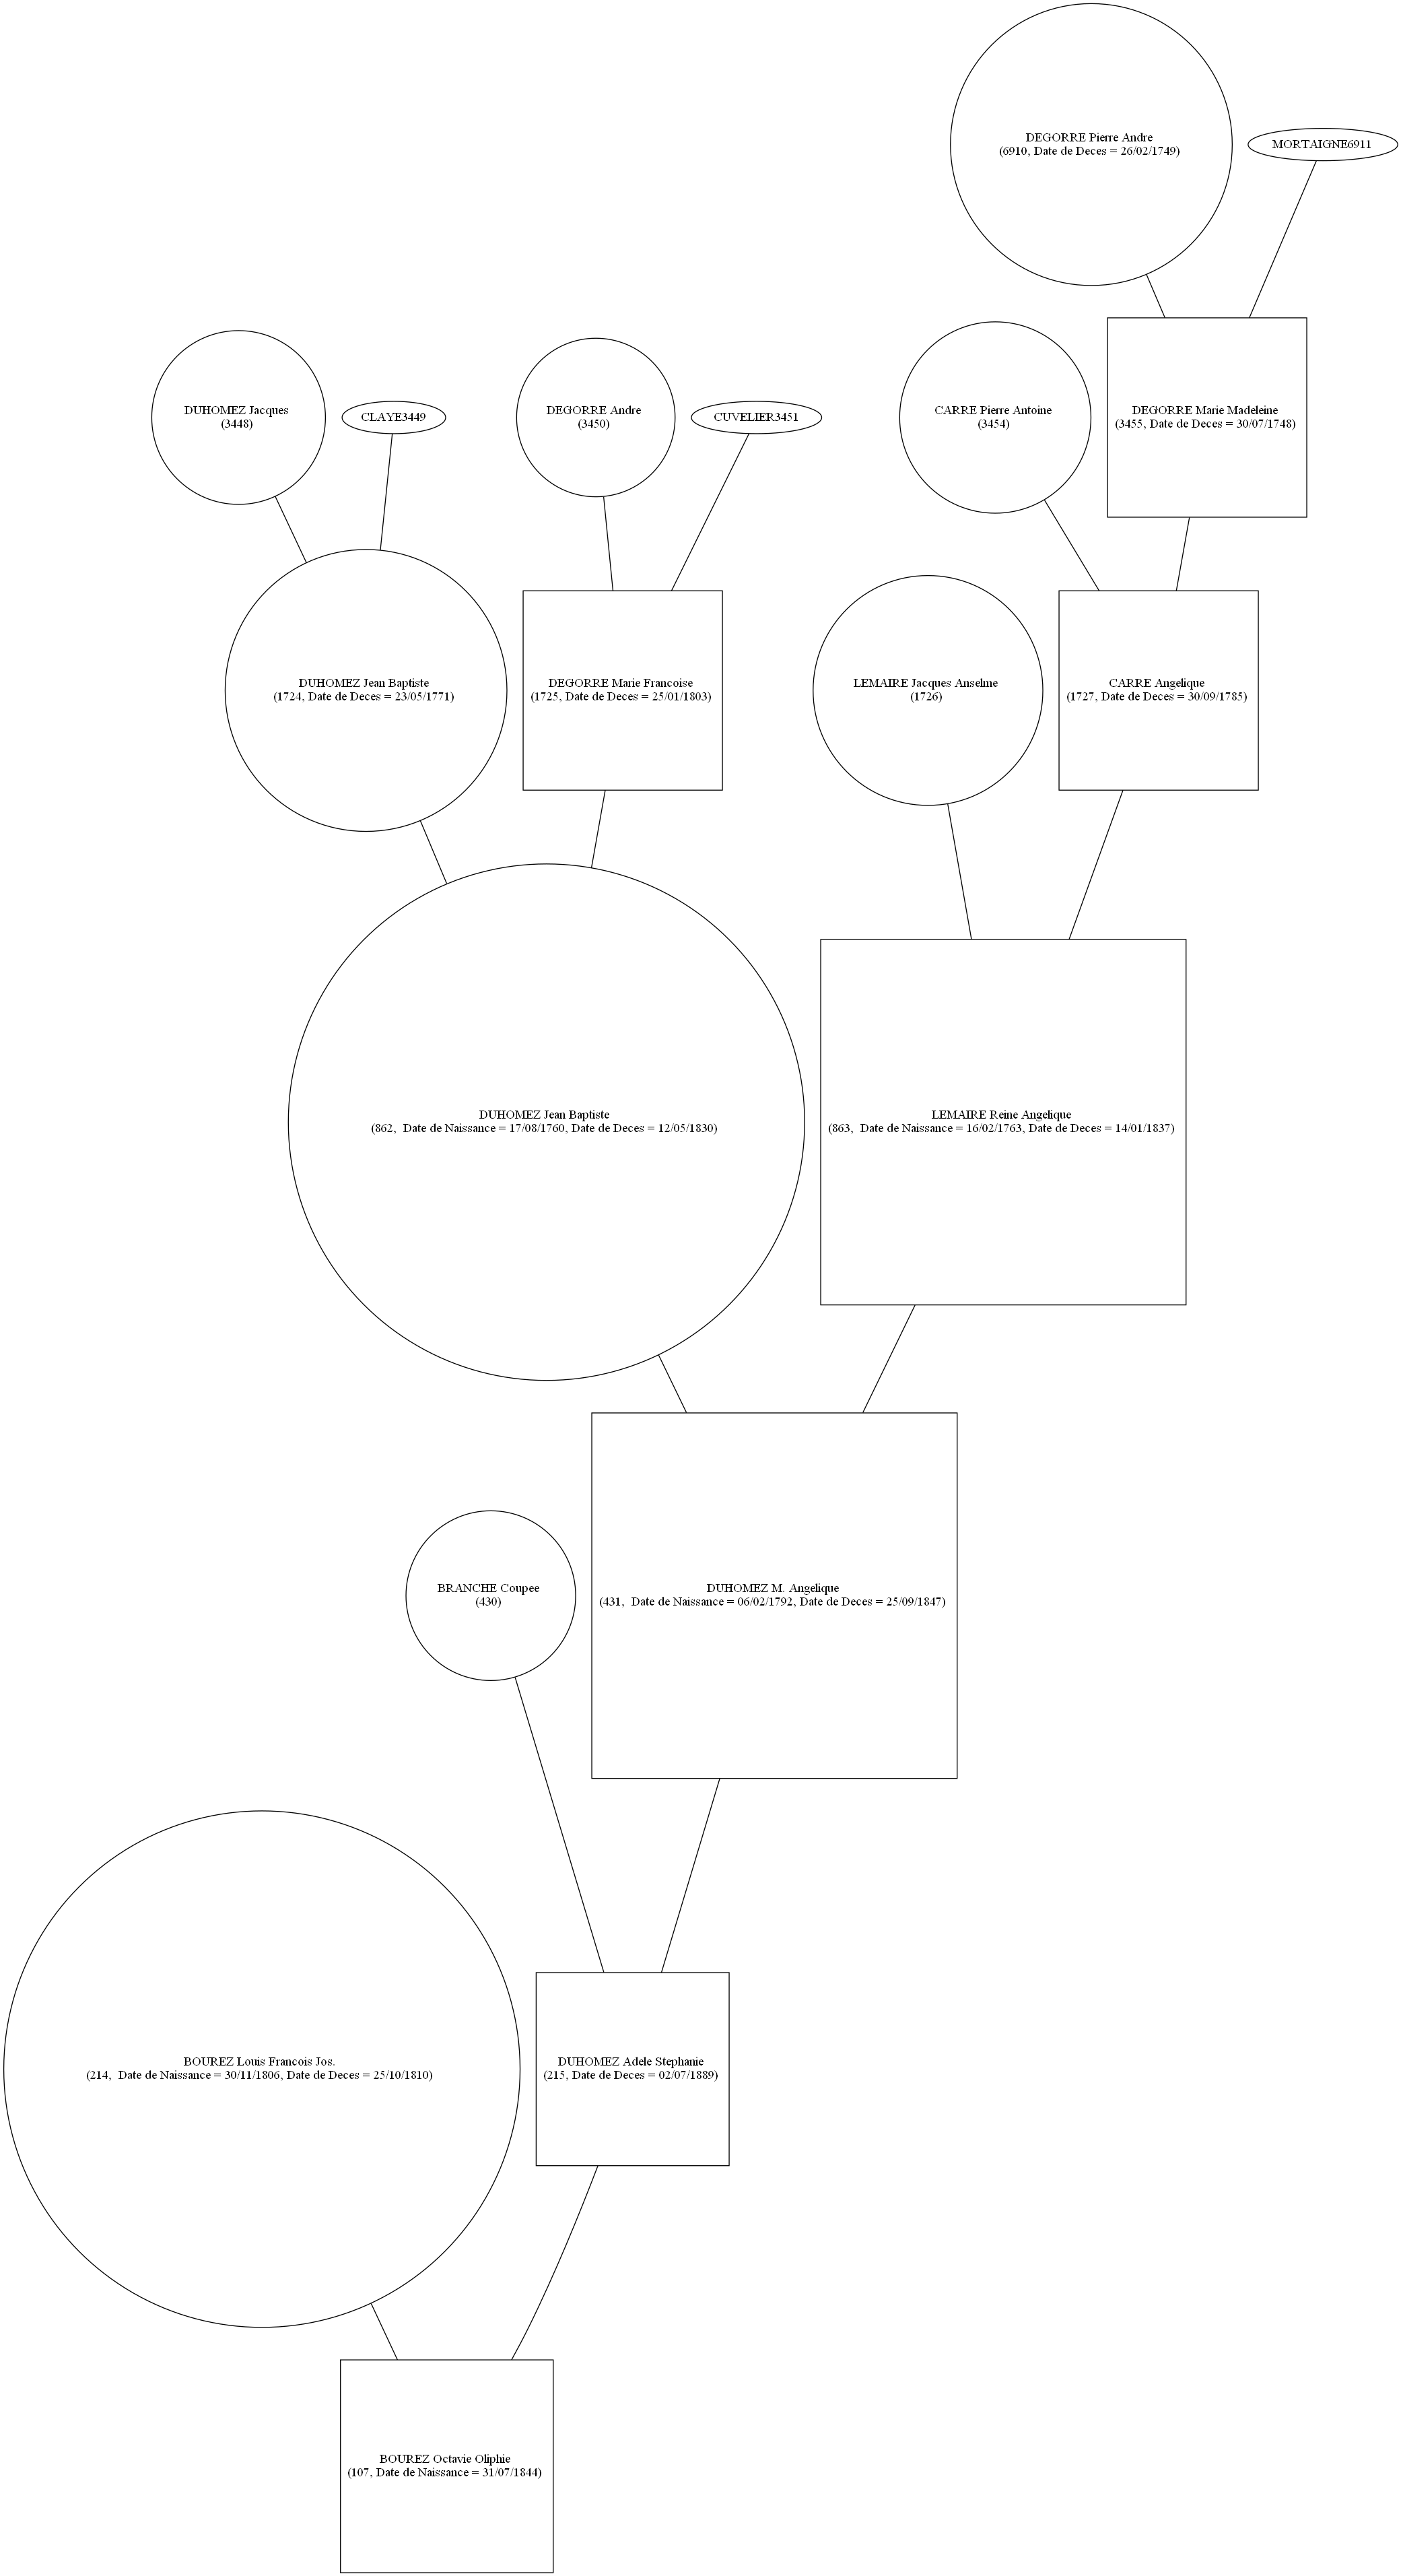 DEGORRE Pierre Andre
(6910, Date de Deces = 26/02/1749)
MORTAIGNE6911
DUHOMEZ Jacques
(3448)
CLAYE3449
DEGORRE Andre
(3450)
CUVELIER3451
CARRE Pierre Antoine
(3454)
DEGORRE Marie Madeleine
(3455, Date de Deces = 30/07/1748)
DUHOMEZ Jean Baptiste
(1724, Date de Deces = 23/05/1771)
DEGORRE Marie Francoise
(1725, Date de Deces = 25/01/1803)
LEMAIRE Jacques Anselme
(1726)
CARRE Angelique
(1727, Date de Deces = 30/09/1785)
DUHOMEZ Jean Baptiste
(862,  Date de Naissance = 17/08/1760, Date de Deces = 12/05/1830)
LEMAIRE Reine Angelique
(863,  Date de Naissance = 16/02/1763, Date de Deces = 14/01/1837)
BRANCHE Coupee
(430)
DUHOMEZ M. Angelique
(431,  Date de Naissance = 06/02/1792, Date de Deces = 25/09/1847)
BOUREZ Louis Francois Jos.
(214,  Date de Naissance = 30/11/1806, Date de Deces = 25/10/1810)
DUHOMEZ Adele Stephanie
(215, Date de Deces = 02/07/1889)
BOUREZ Octavie Oliphie
(107, Date de Naissance = 31/07/1844)